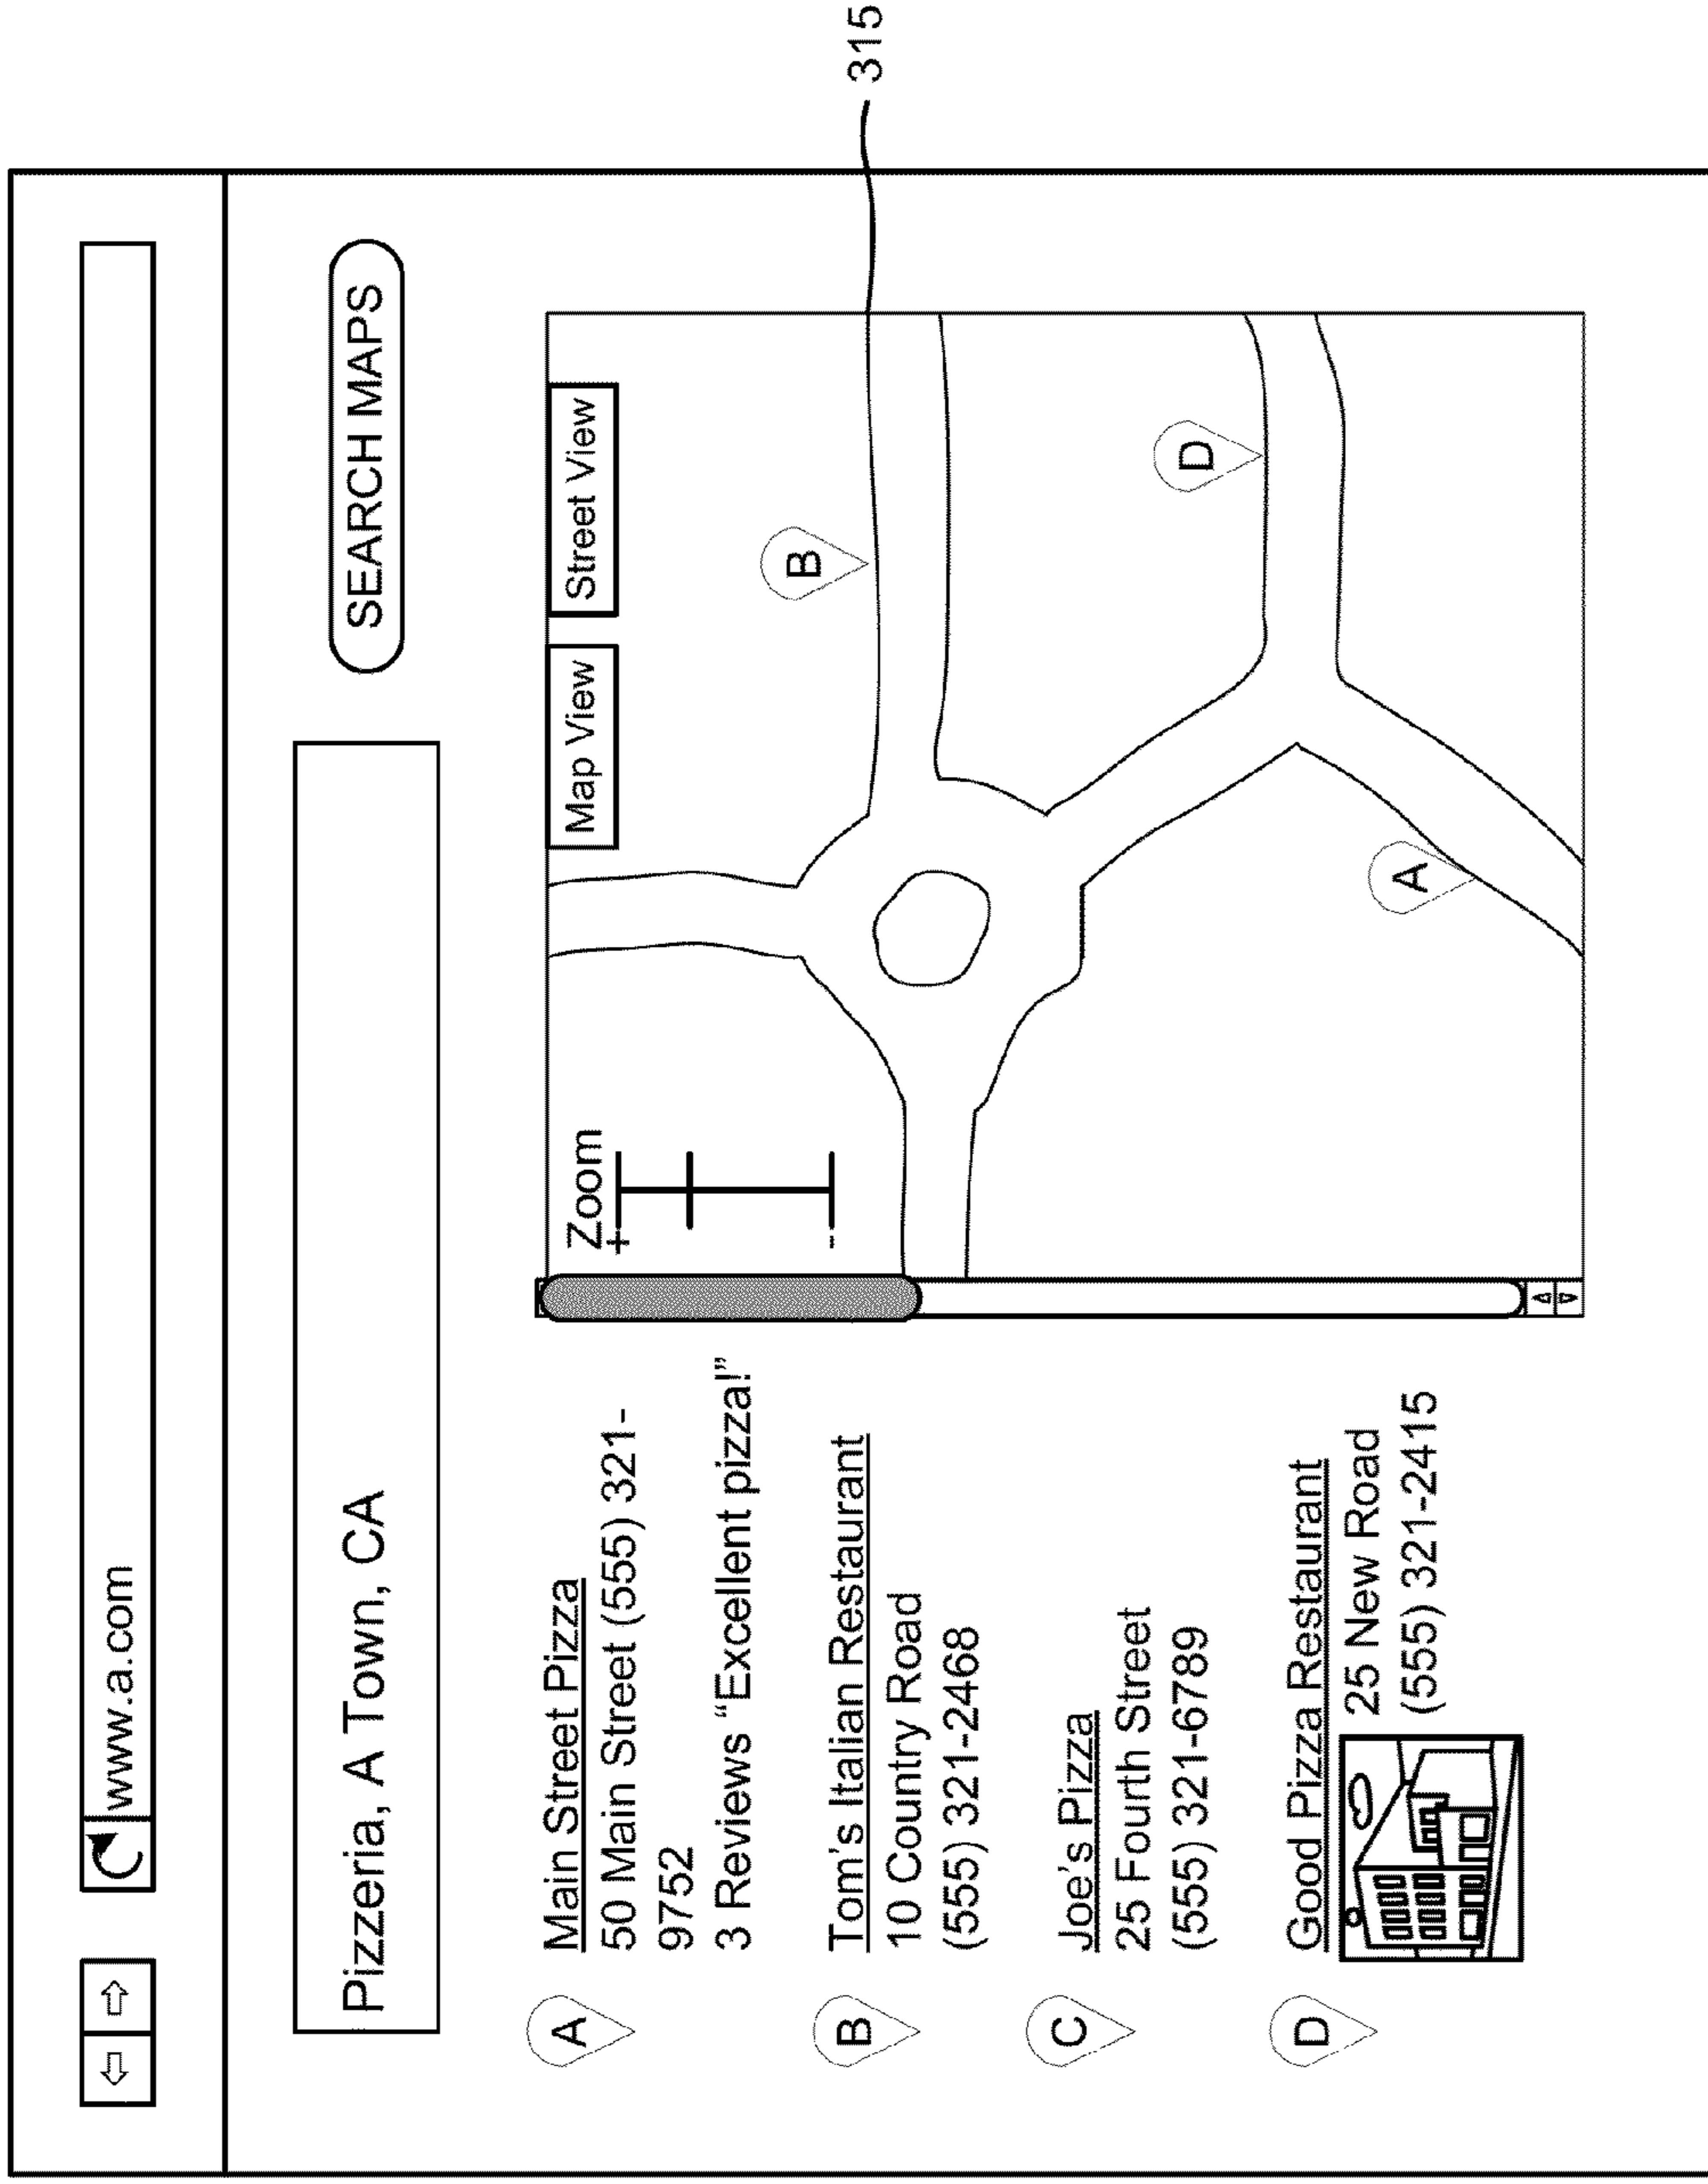 www.a.com
Pizzeria, A Town, CA
SEARCH MAPS
A
Main Street Pizza
50 Main Street (555) 321-
9752
3 Reviews “Excellent pizza!”
B
Tom's Italian Restaurant
10 Country Road
(555) 321-2468
C
Joe's Pizza
25 Fourth Street
(555) 321-6789
D
Good Pizza Restaurant
25 New Road
(555) 321-2415
Zoom
+
--
Map View
Street View
B
D
A
315